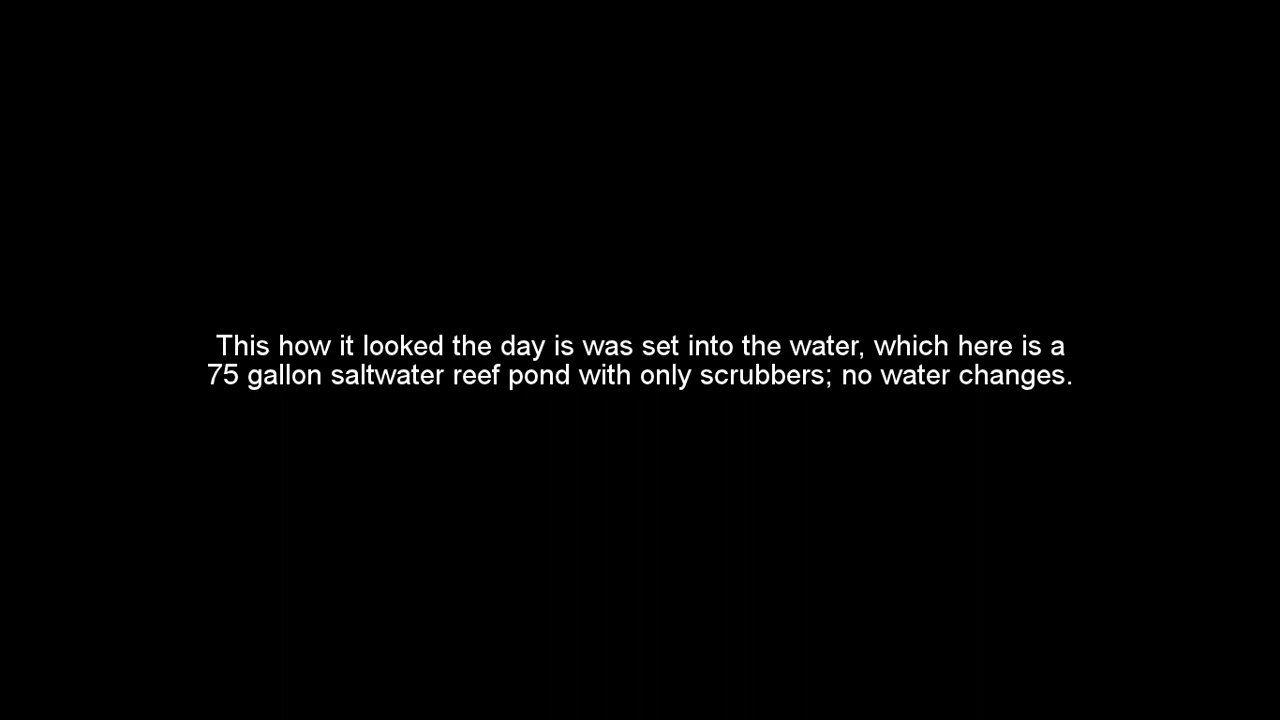 This how it looked the day is was set into the water, which here is a
75 gallon saltwater reef pond with only scrubbers; no water changes.